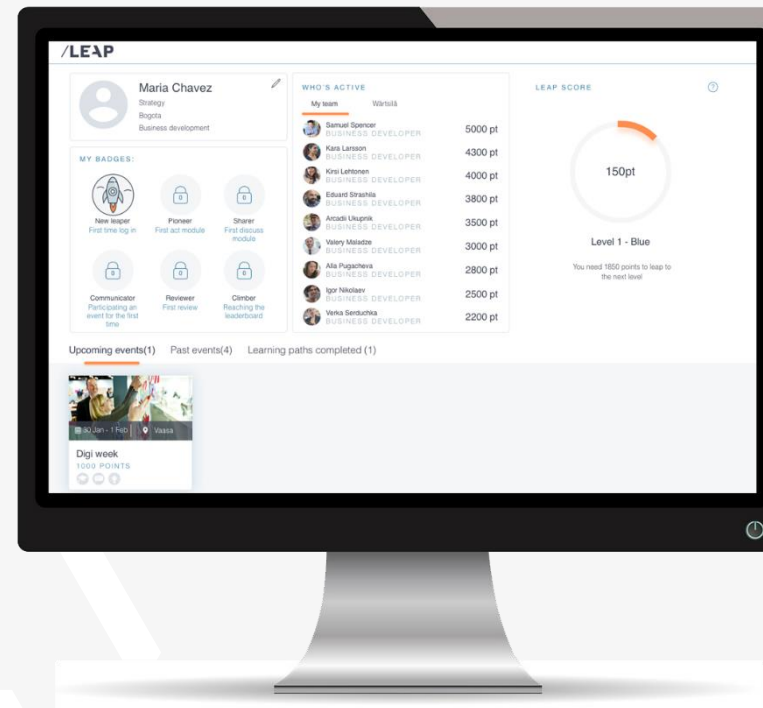 /LEAP
Maria Chavez
Strategy
Bogota
Business development
MY BADGES:
New leaper
First time log in
0
Pioneer
First act module
0
Sharer
First discuss
module
0
Communicator
Participating an
event for the first
time
0
Reviewer
First review
0
Climber
Reaching the
leaderboard
WHO'S ACTIVE
My team
Wärtsilä
Samuel Spencer
BUSINESS DEVELOPER
5000 pt
Kara Larsson
BUSINESS DEVELOPER
4300 pt
Kirsi Lehtonen
BUSINESS DEVELOPER
4000 pt
Eduard Strashila
BUSINESS DEVELOPER
3800 pt
Arcadii Ukupnik
BUSINESS DEVELOPER
3500 pt
Valery Maladze
BUSINESS DEVELOPER
3000 pt
Alla Pugacheva
BUSINESS DEVELOPER
2800 pt
Igor Nikolaev
BUSINESS DEVELOPER
2500 pt
Verka Serduchka
BUSINESS DEVELOPER
2200 pt
LEAP SCORE
?
150pt
Level 1 - Blue
You need 1850 points to leap to
the next level
Upcoming events(1) Past events(4) Learning paths completed (1)
30 Jan - 1 Feb Vaasa
Digi week
1000 POINTS